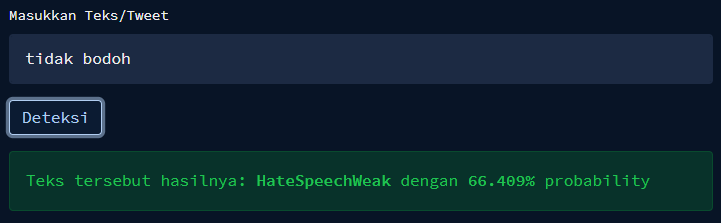 Masukkan Teks/Tweet
tidak bodoh
Deteksi
Teks tersebut hasilnya: HateSpeechWeak dengan 66.409% probability